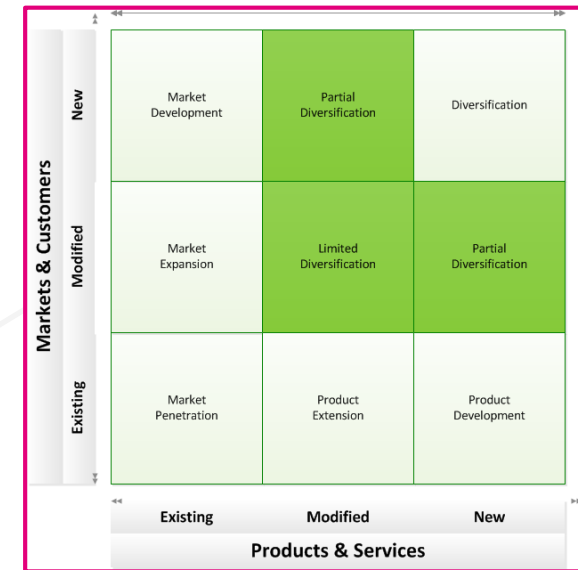 Markets & Customers
New
Market
Development
Partial
Diversification
Diversification
Modified
Market
Expansion
Limited
Diversification
Partial
Diversification
Existing
Market
Penetration
Product
Extension
Product
Development
Existing
Modified
New
Products & Services